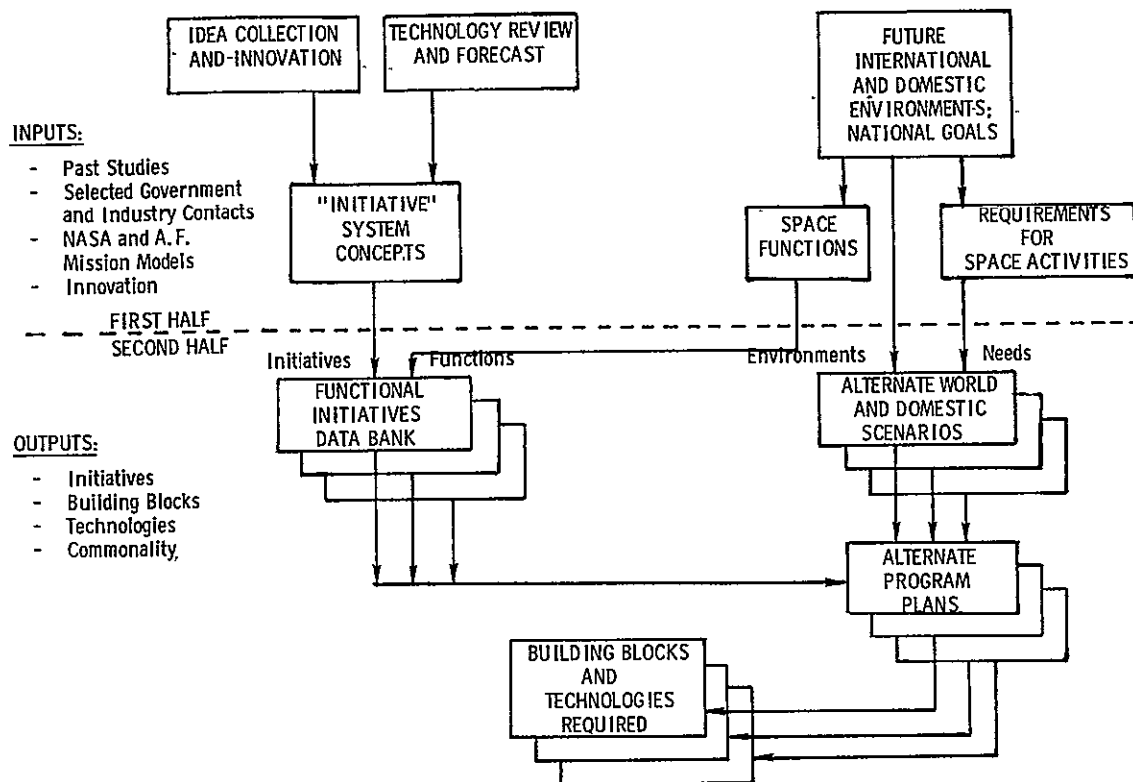 IDEA COLLECTION
AND-INNOVATION
TECHNOLOGY REVIEW
AND FORECAST
FUTURE
INTERNATIONAL
AND DOMESTIC
ENVIRONMENTS;
NATIONAL GOALS
INPUTS:
- Past Studies
- Selected Government
and Industry Contacts
- NASA and A.F.
Mission Models
- Innovation
"INITIATIVE"
SYSTEM
CONCEPTS
SPACE
FUNCTIONS
REQUIREMENTS
FOR
SPACE ACTIVITIES
FIRST HALF
SECOND HALF
Initiatives
Functions
Environments
Needs
FUNCTIONAL
INITIATIVES
DATA BANK
ALTERNATE WORLD
AND DOMESTIC
SCENARIOS
OUTPUTS:
- Initiatives
- Building Blocks
- Technologies
- Commonality,
ALTERNATE
PROGRAM
PLANS
BUILDING BLOCKS
AND
TECHNOLOGIES
REQUIRED